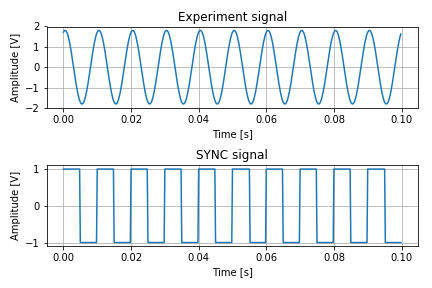 Experiment signal
2
1
0
−1
−2
Amplitude [V]
0.00 0.02 0.04 0.06 0.08 0.10
Time [s]
SYNC signal
1
0
−1
Amplitude [V]
0.00 0.02 0.04 0.06 0.08 0.10
Time [s]